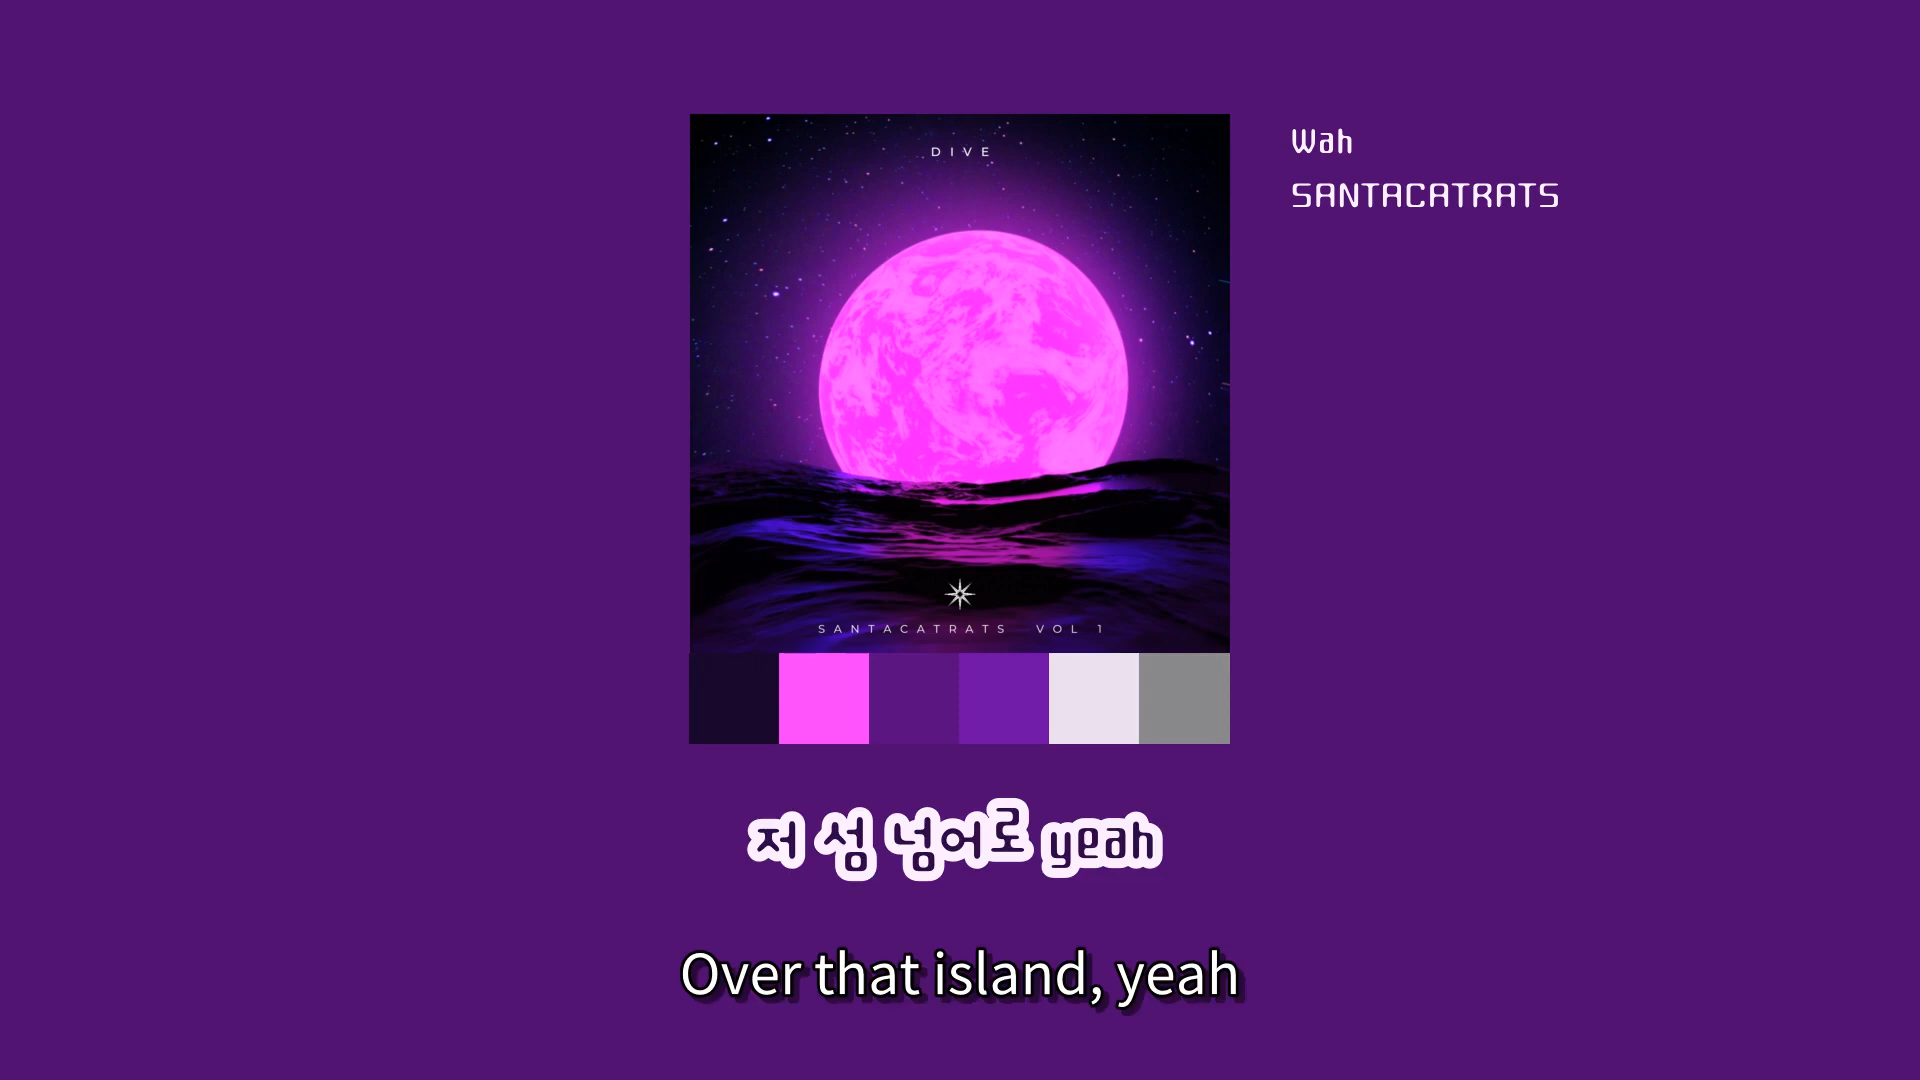 DIVE
SANTACATRATS VOL 1
Wah
SANTACATRATS
저 섬 넘어로 yeah
Over that island, yeah